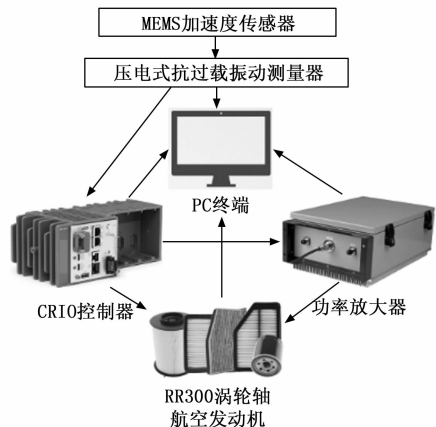 MEMS加速度传感器
压电式抗过载振动测量器
PC终端
CRIO控制器
功率放大器
RR300涡轮轴
航空发动机